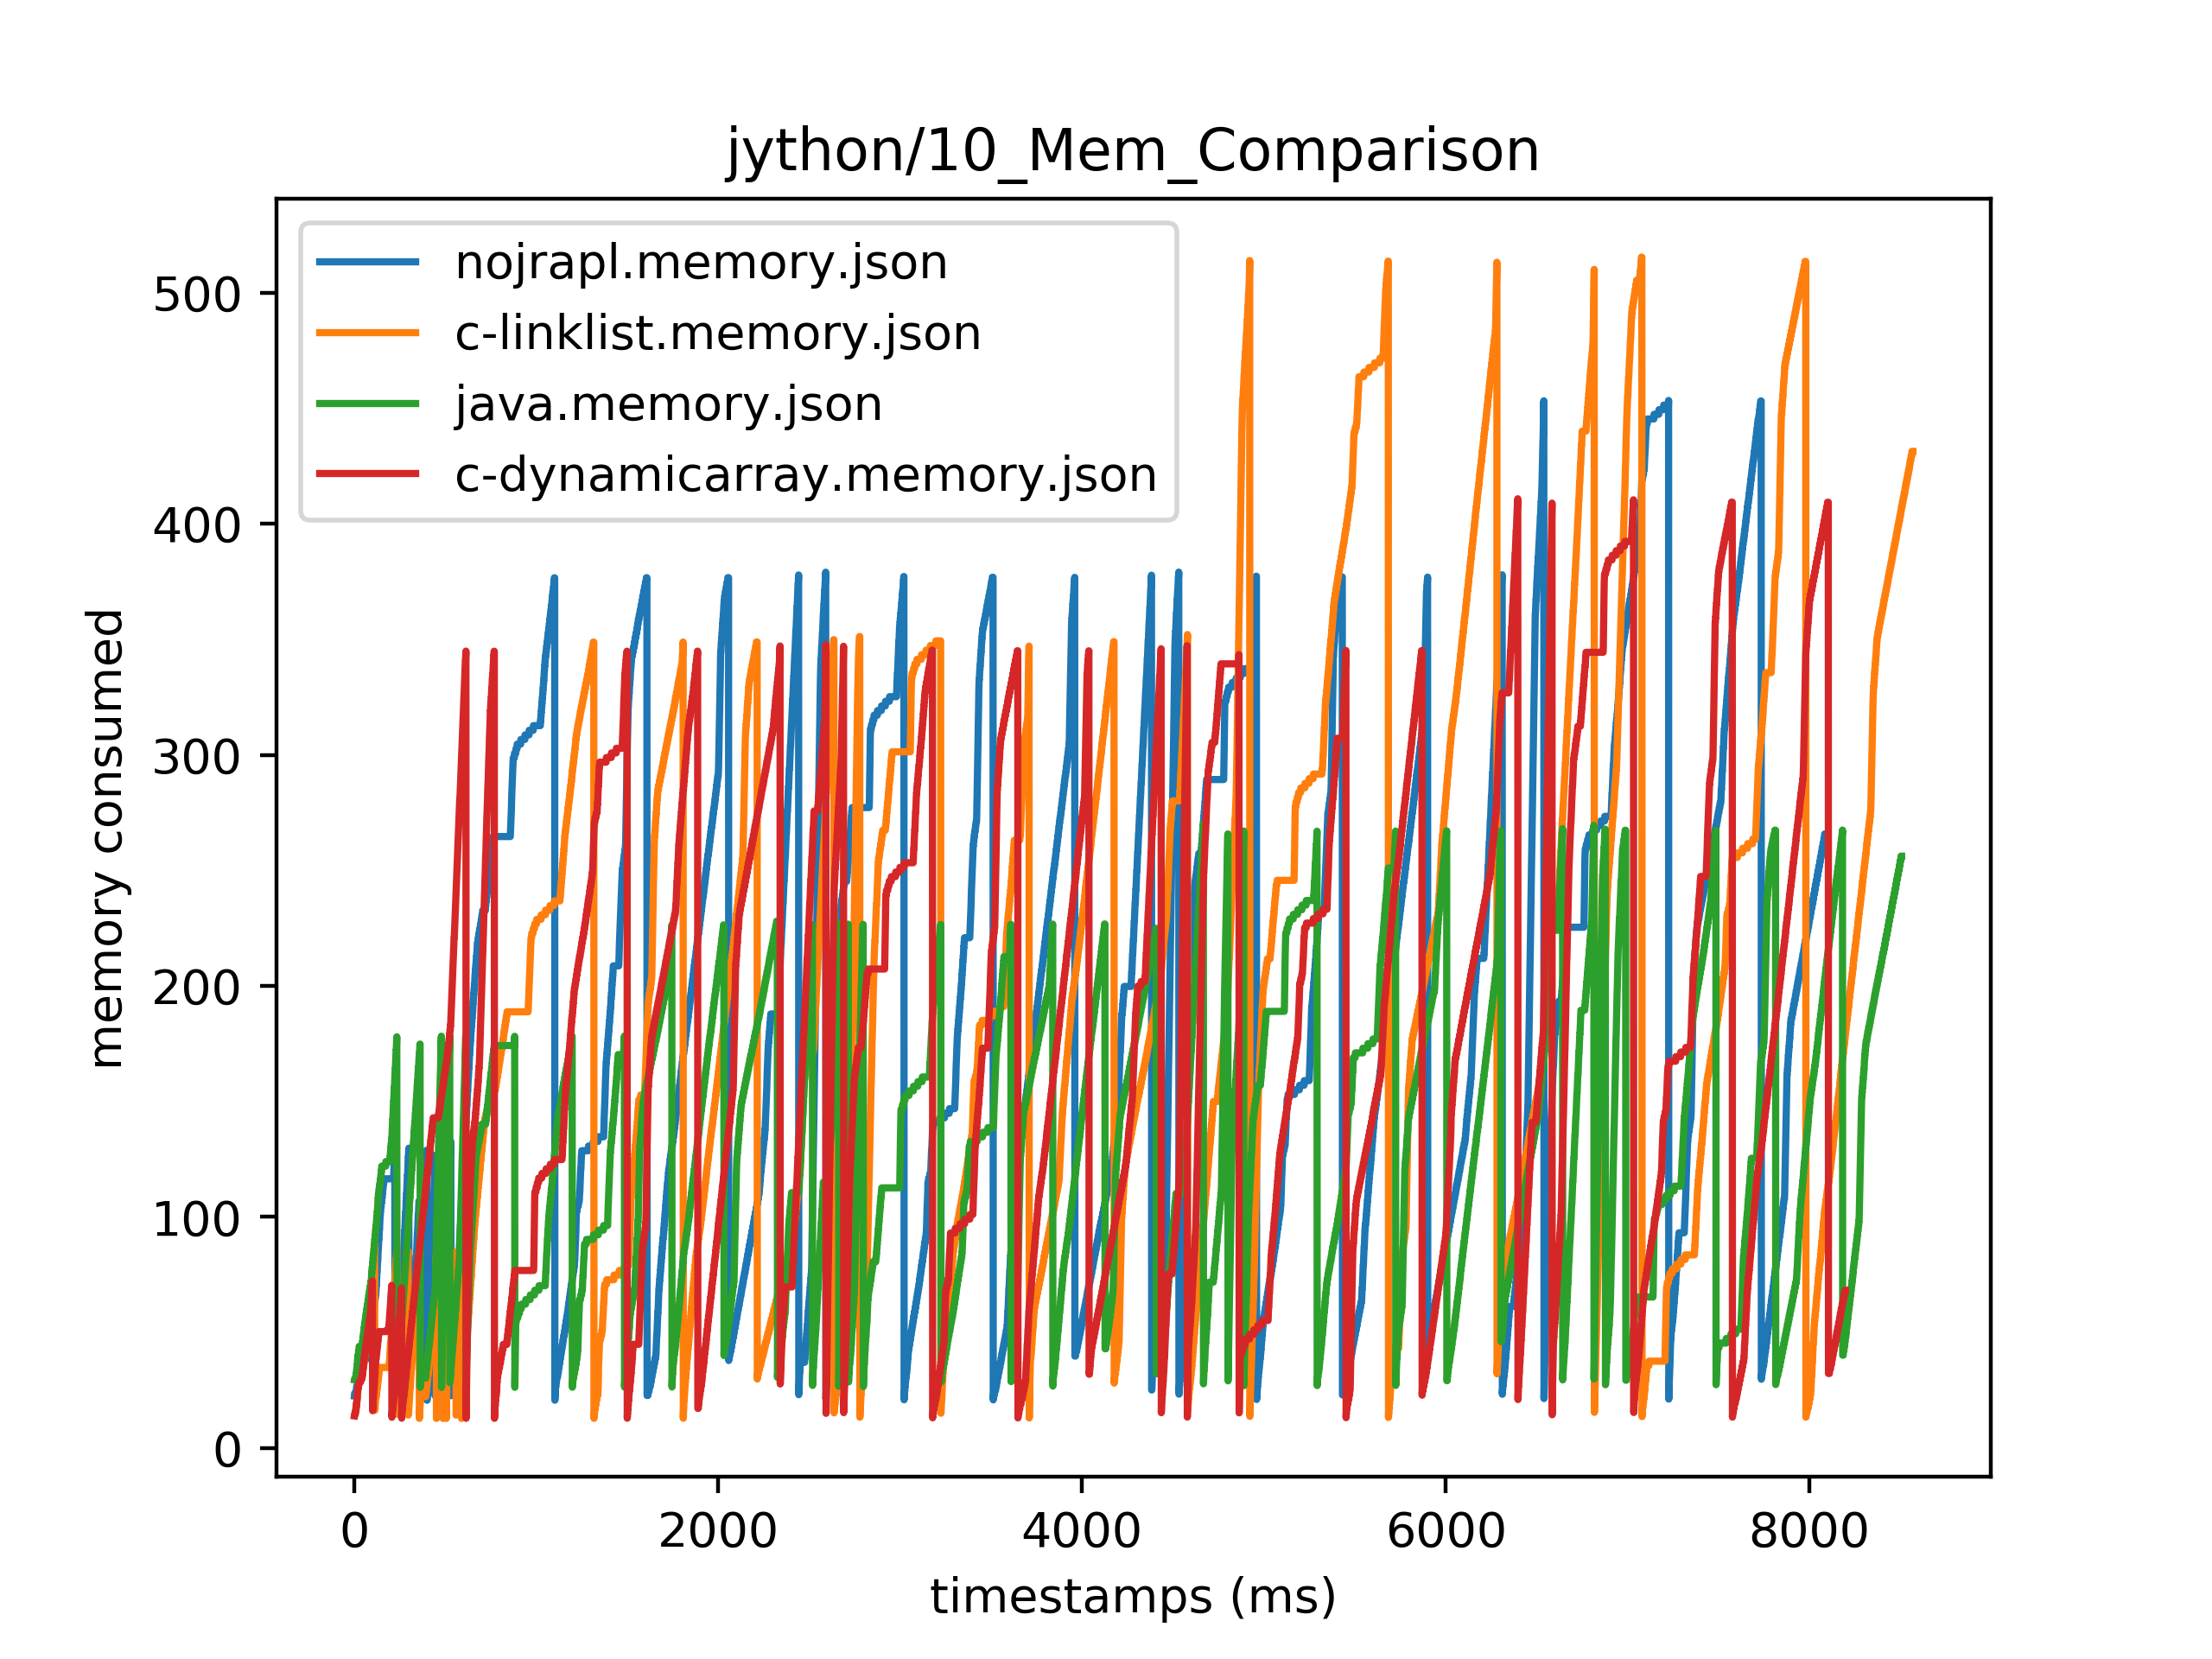 jython/10_Mem_Comparison
nojrapl.memory.json
c-linklist.memory.json
java.memory.json
c-dynamicarray.memory.json
memory consumed
500
400
300
200
100
0
0 2000 4000 6000 8000
timestamps (ms)